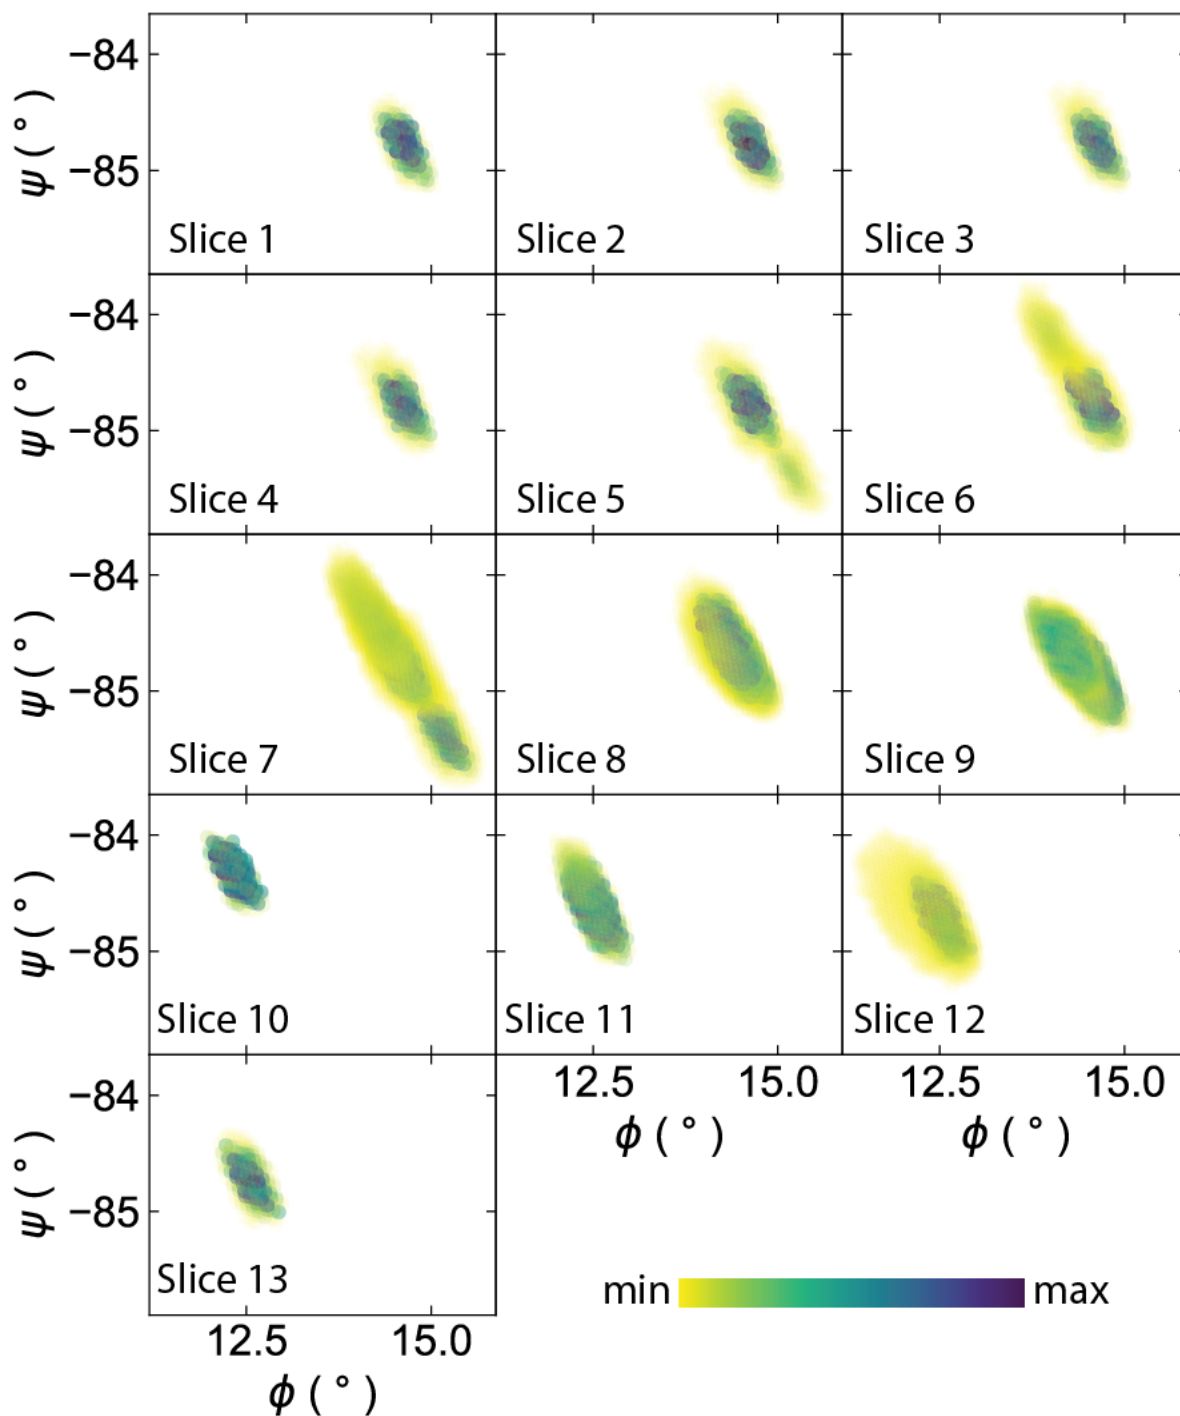 −84
ψ (°)
−85
Slice 1
Slice 2
Slice 3
−84
ψ (°)
−85
Slice 4
Slice 5
Slice 6
−84
ψ (°)
−85
Slice 7
Slice 8
Slice 9
−84
ψ (°)
−85
Slice 10
Slice 11
Slice 12
12.5 15.0
ϕ (°)
12.5 15.0
ϕ (°)
−84
ψ (°)
−85
Slice 13
12.5 15.0
ϕ (°)
min max